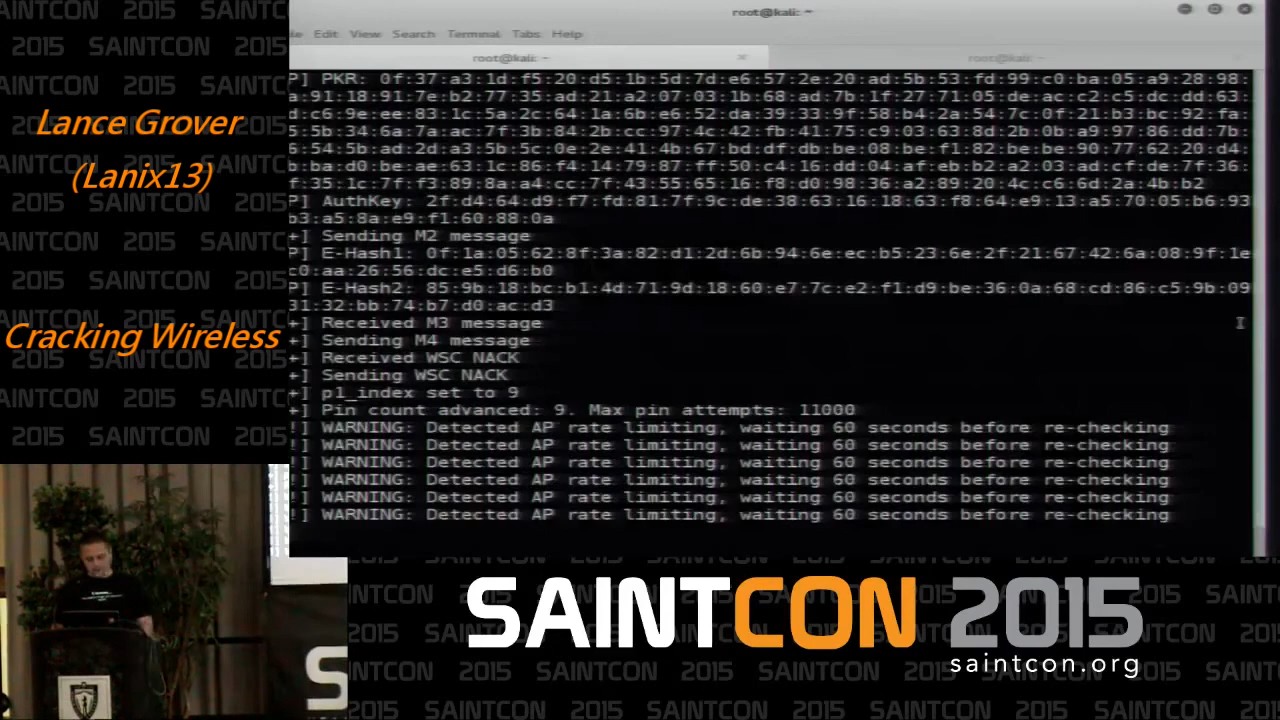 Lance Grover
(Lanix13)
Cracking Wireless
root@kali: ~
Edit View Search Terminal Tabs Help
root@kali: ~
root@kali: ~
P] PKR: 0f:37:a3:1d:f5:20:d5:1b:5d:7d:e6:57:2e:20:ad:5b:53:fd:99:c0:ba:05:a9:28:98:
a:91:18:91:7e:b2:77:35:ad:21:a2:07:03:1b:68:ad:7b:1f:27:71:05:de:ac:c2:c5:dc:dd:63:
d:c6:9e:ee:83:1c:5a:2c:64:1a:6b:e6:52:da:39:33:9f:58:b4:2a:54:7c:0f:21:b3:bc:92:fa:
5:5b:34:6a:7a:ac:7f:3b:84:2b:cc:97:4c:42:fb:41:75:c9:03:63:8d:2b:0b:a9:97:86:dd:7b:
6:54:5b:ad:2d:a3:5b:5c:0e:2e:41:4b:67:bd:df:db:be:08:be:f1:82:be:be:90:77:62:20:d4:
b:ba:d0:be:ae:63:1c:86:f4:14:79:87:ff:50:c4:16:dd:04:af:eb:b2:a2:03:ad:cf:de:7f:36:
f:35:1c:7f:f3:89:8a:a4:cc:7f:43:55:65:16:f8:d0:98:36:a2:89:20:4c:c6:6d:2a:4b:b2
P] AuthKey: 2f:d4:64:d9:f7:fd:81:7f:9c:de:38:63:16:18:63:f8:64:e9:13:a5:70:05:b6:93
b3:a5:8a:e9:f1:60:88:0a
+] Sending M2 message
P] E-Hash1: 0f:1a:05:62:8f:3a:82:d1:2d:6b:94:6e:ec:b5:23:6e:2f:21:67:42:6a:08:9f:1e
c0:aa:26:56:dc:e5:d6:b0
P] E-Hash2: 85:9b:18:bc:b1:4d:71:9d:18:60:e7:7c:e2:f1:d9:be:36:0a:68:cd:86:c5:9b:09
31:32:bb:74:b7:d0:ac:d3
+] Received M3 message
+] Sending M4 message
+] Received WSC NACK
+] Sending WSC NACK
+] p1_index set to 9
+] Pin count advanced: 9. Max pin attempts: 11000
!] WARNING: Detected AP rate limiting, waiting 60 seconds before re-checking
!] WARNING: Detected AP rate limiting, waiting 60 seconds before re-checking
!] WARNING: Detected AP rate limiting, waiting 60 seconds before re-checking
!] WARNING: Detected AP rate limiting, waiting 60 seconds before re-checking
!] WARNING: Detected AP rate limiting, waiting 60 seconds before re-checking
!] WARNING: Detected AP rate limiting, waiting 60 seconds before re-checking
SAINTCON 2015
saintcon.org